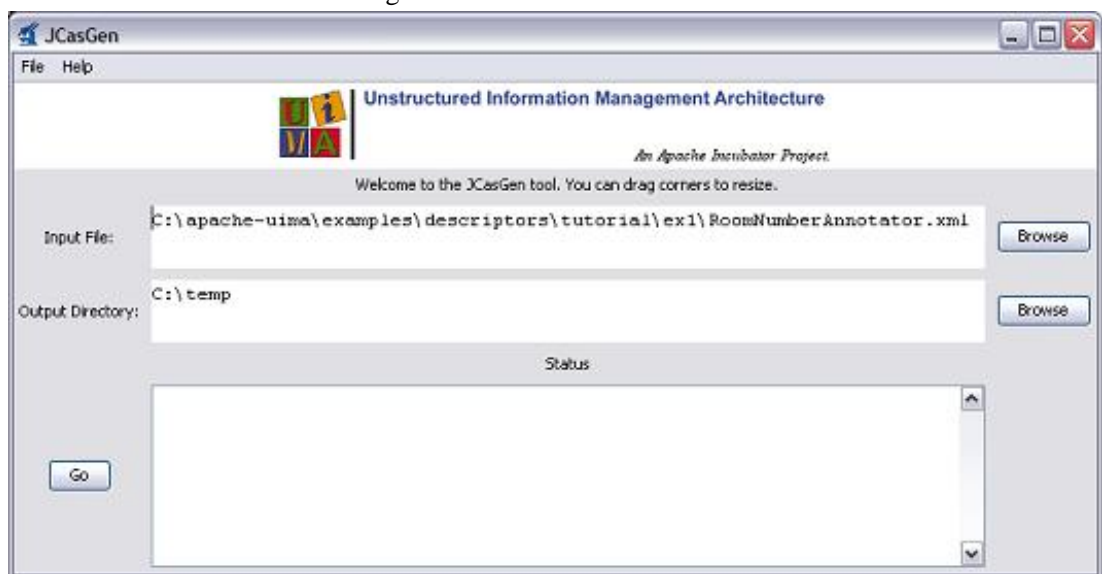 JCasGen
File Help
UIMA
Unstructured Information Management Architecture
An Apache Incubator Project.
Welcome to the JCasGen tool. You can drag corners to resize.
Input File:
C:\apache-uima\examples\descriptors\tutorial\ex1\RoomNumberAnnotator.xml
Browse
Output Directory:
C:\temp
Browse
Status
Go